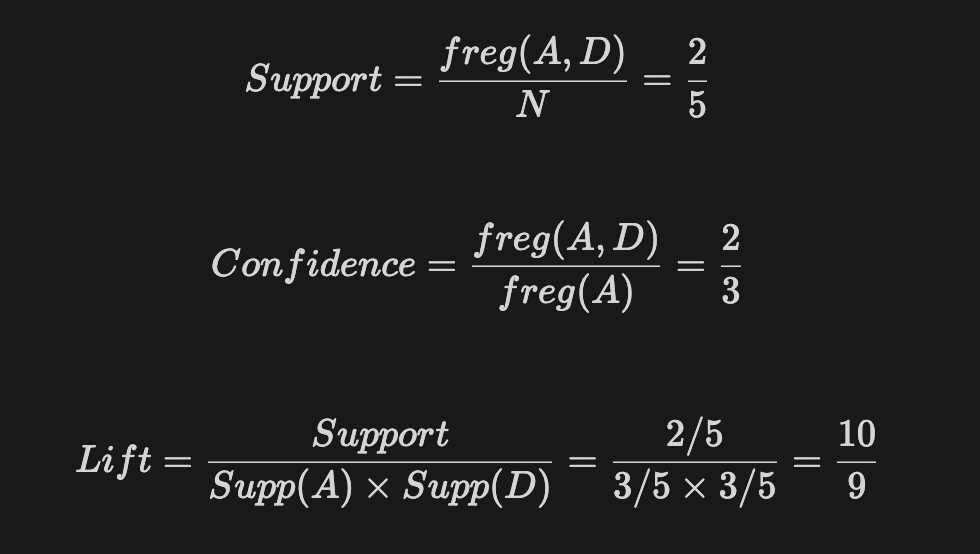 Support = freg(A, D) / N = 2 / 5
Confidence = freg(A, D) / freg(A) = 2 / 3
Lift = Support / Supp(A) × Supp(D) = 2/5 / 3/5 × 3/5 = 10 / 9